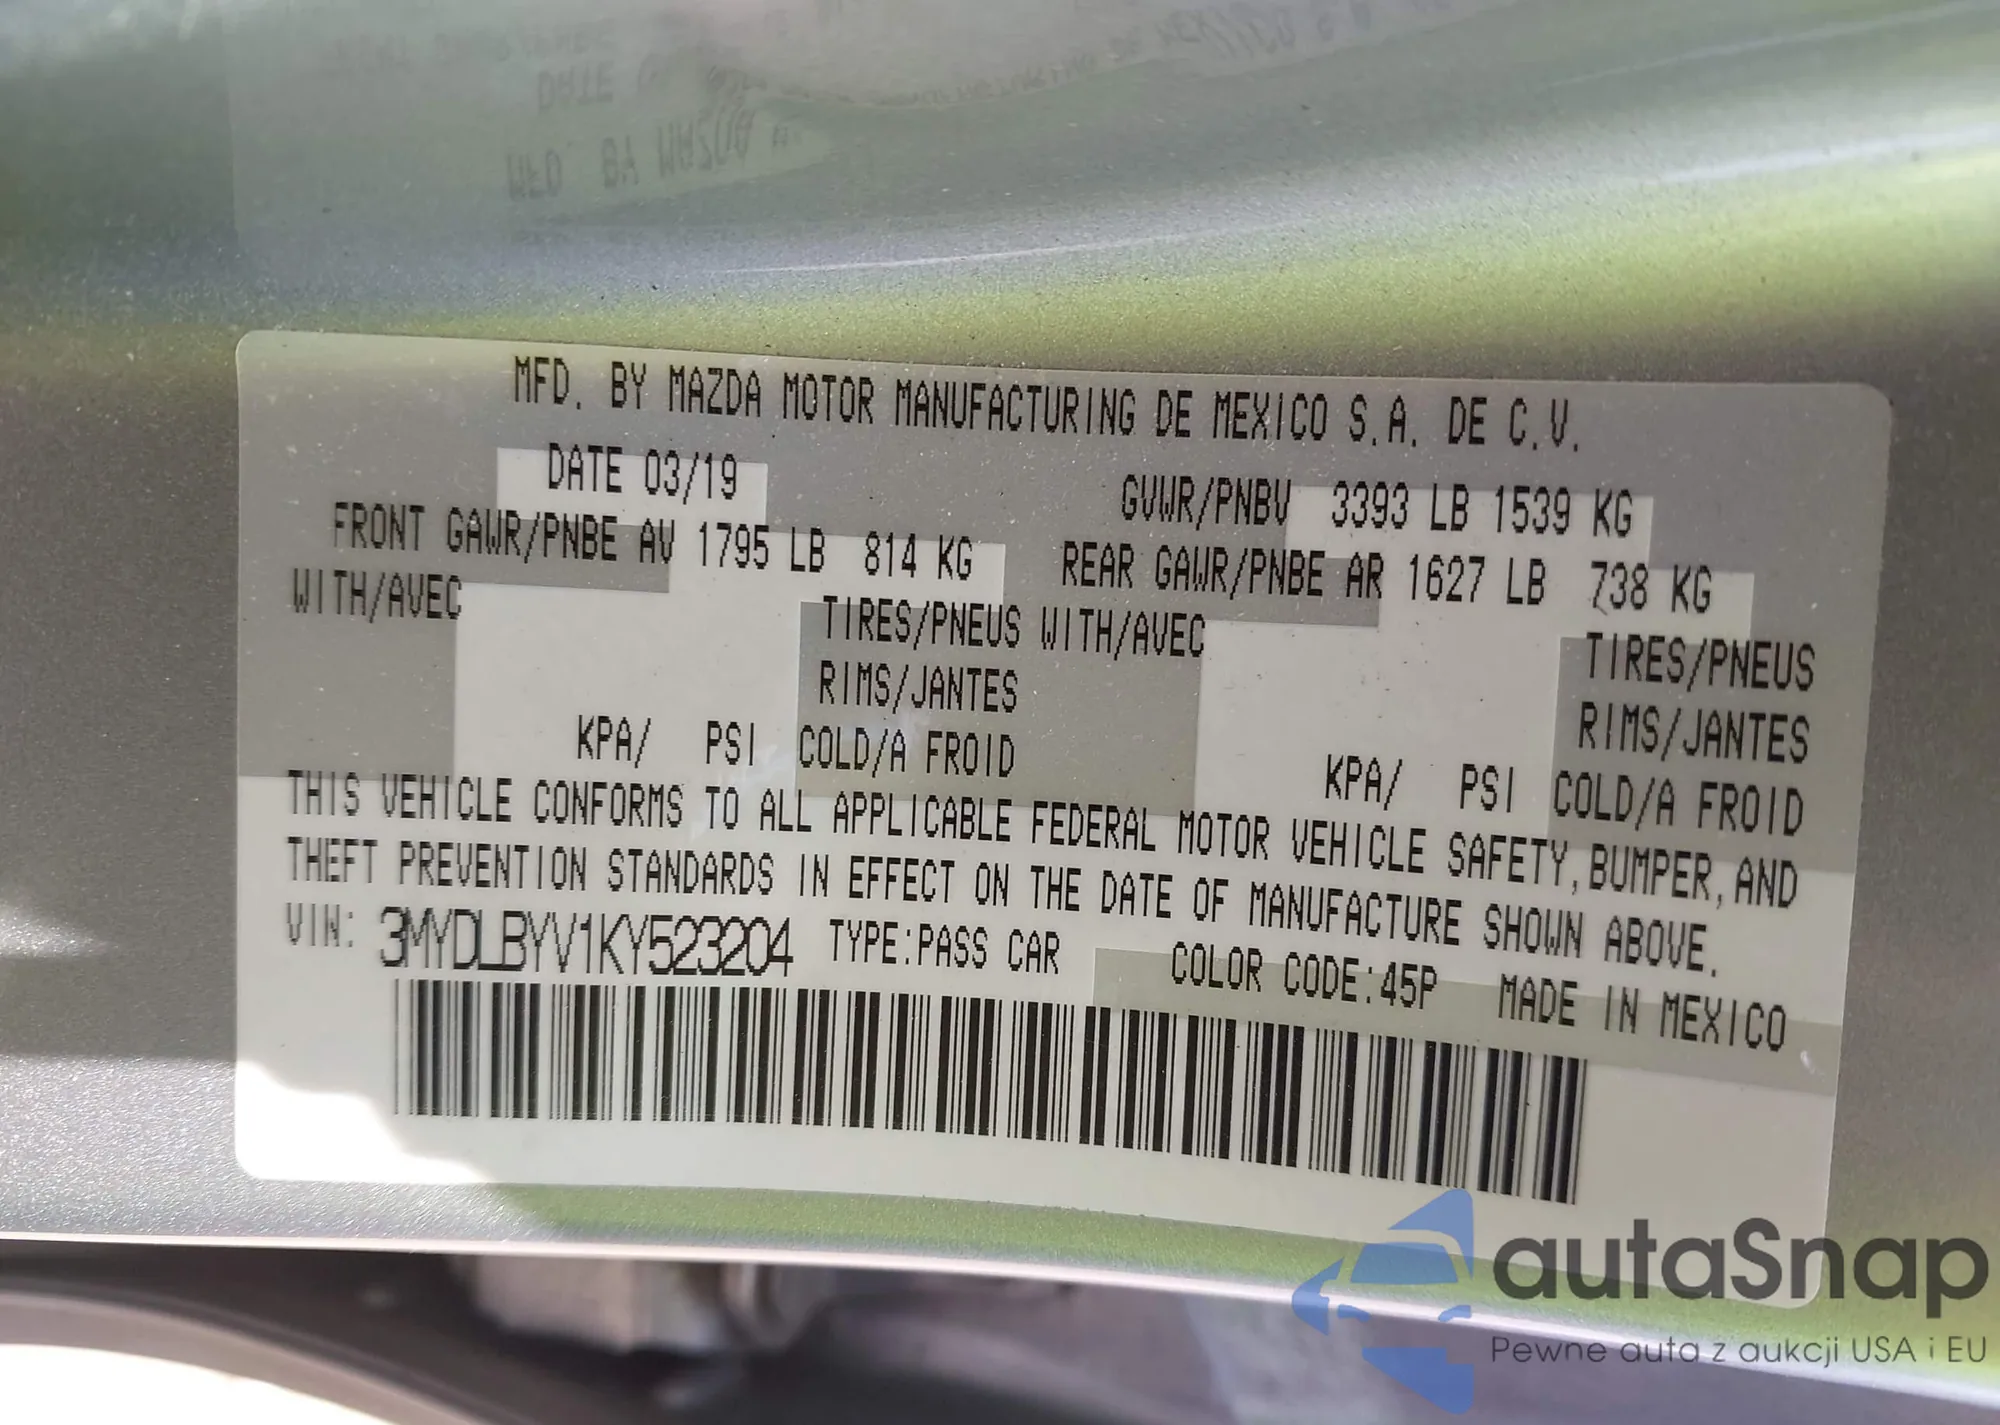 MFD. BY MAZDA MOTOR MANUFACTURING DE MEXICO S.A. DE C.V.
DATE 03/19 GVWR/PNBV 3393 LB 1539 KG
FRONT GAWR/PNBE AV 1795 LB 814 KG REAR GAWR/PNBE AR 1627 LB 738 KG
WITH/AVEC TIRES/PNEUS WITH/AVEC TIRES/PNEUS
RIMS/JANTES RIMS/JANTES
KPA/ PSI COLD/A FROID KPA/ PSI COLD/A FROID
THIS VEHICLE CONFORMS TO ALL APPLICABLE FEDERAL MOTOR VEHICLE SAFETY, BUMPER, AND
THEFT PREVENTION STANDARDS IN EFFECT ON THE DATE OF MANUFACTURE SHOWN ABOVE.
VIN: 3MYDLBYV1KY523204 TYPE:PASS CAR COLOR CODE:45P MADE IN MEXICO
autaSnap
Pewne auta z aukcji USA i EU